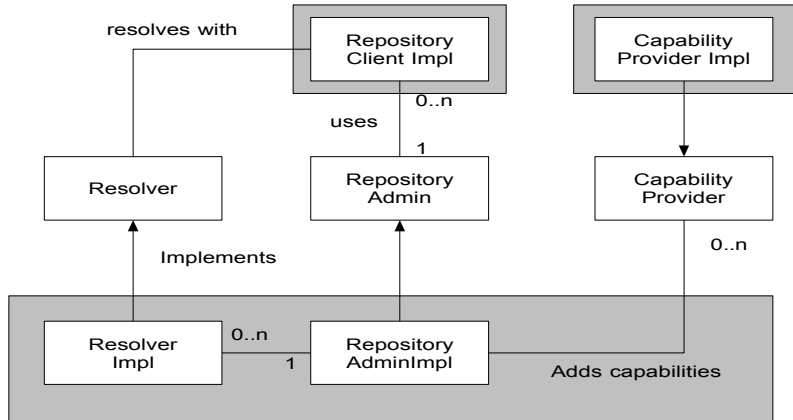 resolves with
Repository
Client Impl
Capability
Provider Impl
0..n
uses
1
Resolver
Repository
Admin
Capability
Provider
0..n
Implements
Resolver
Impl
0..n
1
Repository
AdminImpl
Adds capabilities